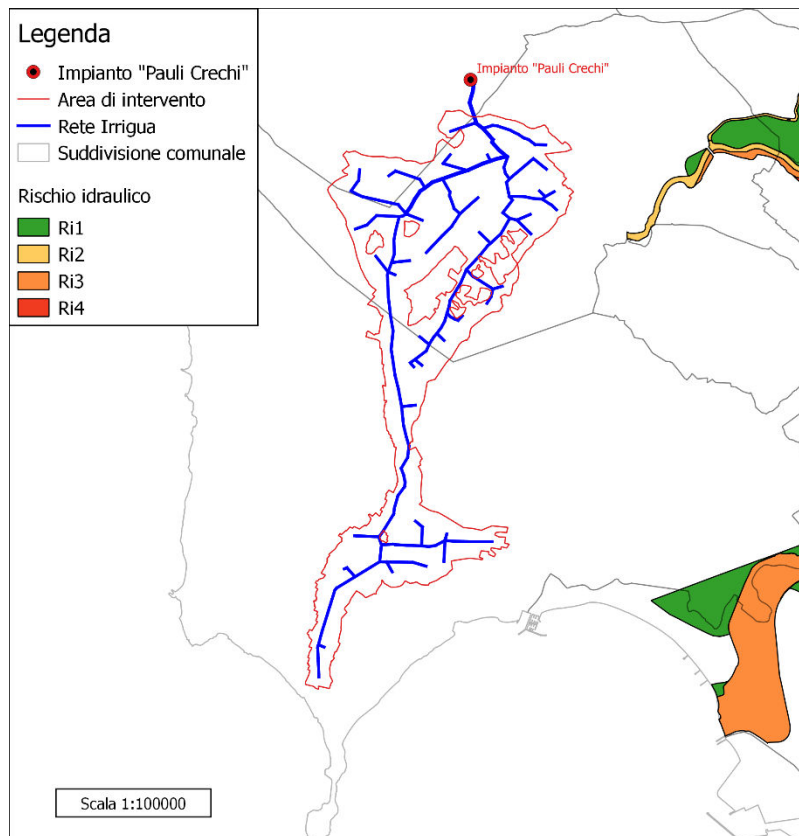 Legenda
Impianto "Pauli Crechi"
Area di intervento
Rete Irrigua
Suddivisione comunale
Rischio idraulico
Ri1
Ri2
Ri3
Ri4
Impianto "Pauli Crechi"
Scala 1:100000